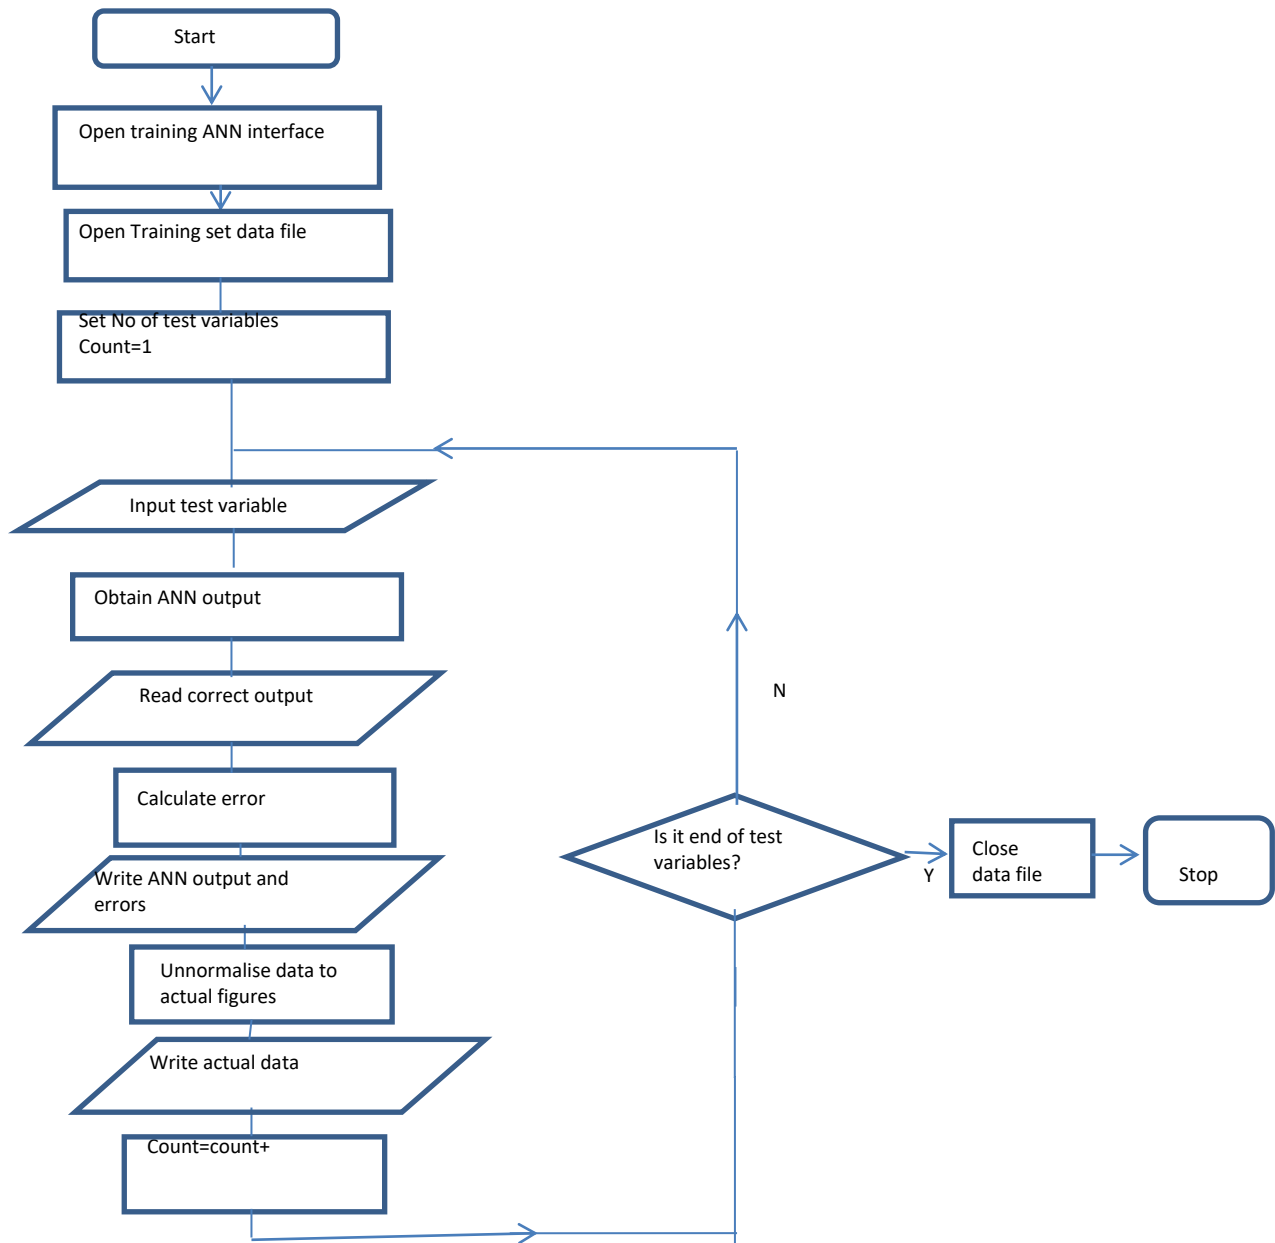 Start
Open training ANN interface
Open Training set data file
Set No of test variables
Count=1
Input test variable
Obtain ANN output
Read correct output
Calculate error
Write ANN output and
errors
Unnormalise data to
actual figures
Write actual data
Count=count+
N
Is it end of test
variables?
Y
Close
data file
Stop